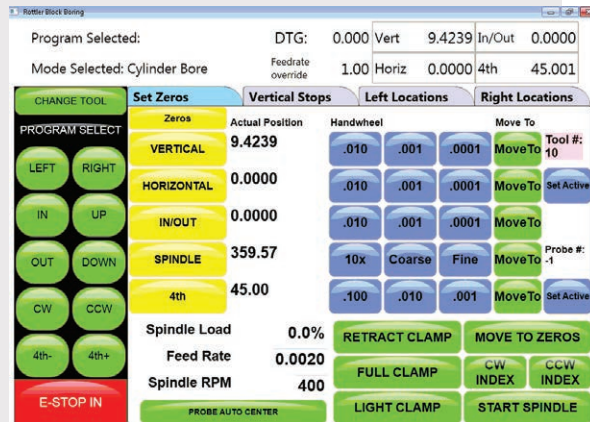 Rottler Block Boring
Program Selected: DTG: 0.000 Vert 9.4239 In/Out 0.0000
Mode Selected: Cylinder Bore Feedrate override 1.00 Horiz 0.0000 4th 45.001
CHANGE TOOL Set Zeros Vertical Stops Left Locations Right Locations
PROGRAM SELECT Zeros Actual Position Handwheel Move To
VERTICAL 9.4239 .010 .001 .0001 MoveTo Tool #: 10
LEFT RIGHT
HORIZONTAL 0.0000 .010 .001 .0001 MoveTo Set Active
IN UP
IN/OUT 0.0000 .010 .001 .0001 MoveTo
OUT DOWN
SPINDLE 359.57 10x Coarse Fine MoveTo Probe #: -1
CW CCW
4th 45.00 .100 .010 .001 MoveTo Set Active
4th- 4th+
Spindle Load 0.0% RETRACT CLAMP MOVE TO ZEROS
Feed Rate 0.0020 FULL CLAMP CW INDEX CCW INDEX
Spindle RPM 400
E-STOP IN PROBE AUTO CENTER LIGHT CLAMP START SPINDLE